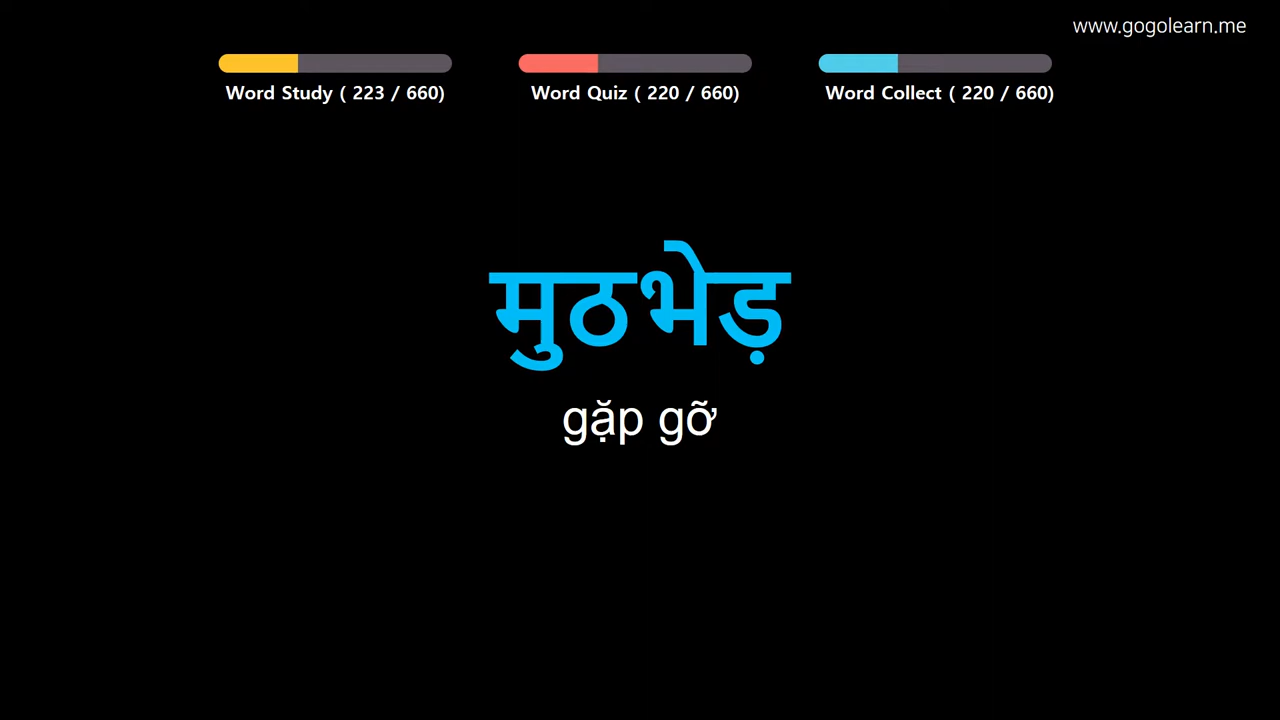 www.gogolearn.me
Word Study ( 223 / 660)
Word Quiz ( 220 / 660)
Word Collect ( 220 / 660)
मुठभेड़
gặp gỡ